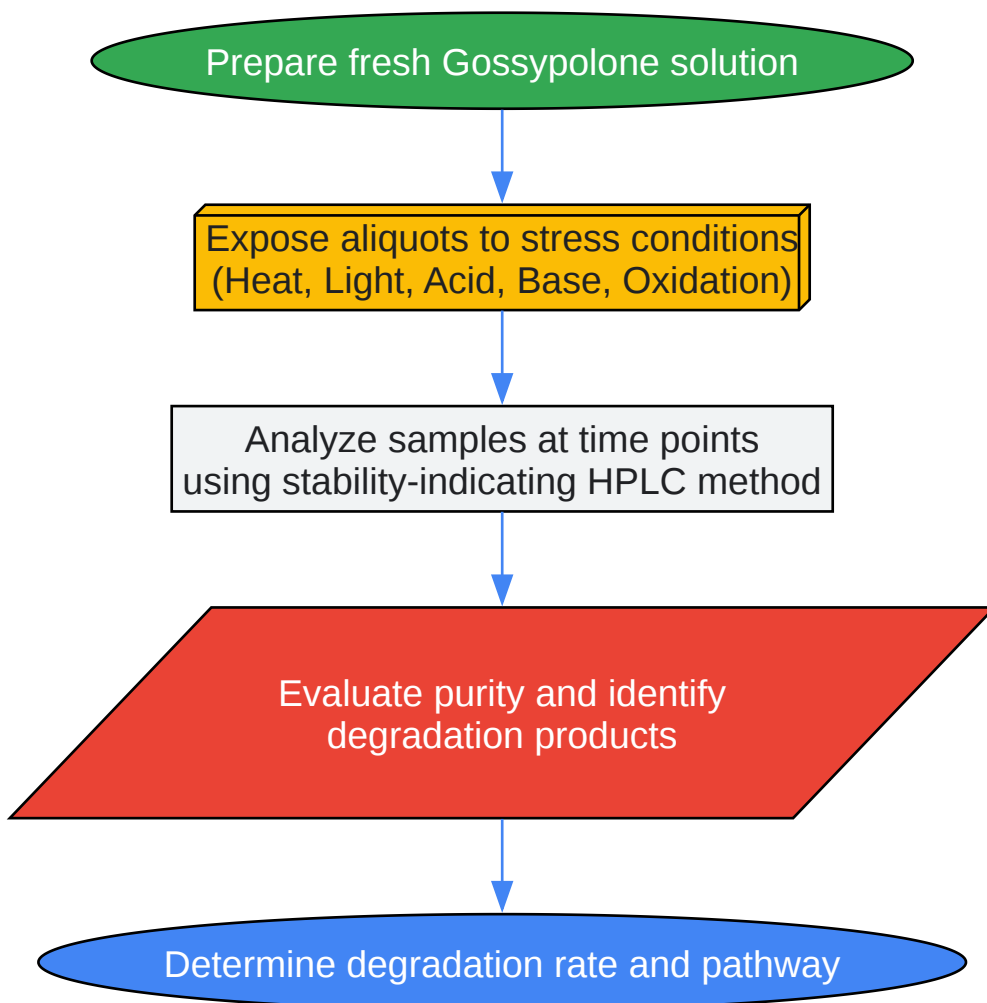 Prepare fresh Gossypolone solution
Expose aliquots to stress conditions
(Heat, Light, Acid, Base, Oxidation)
Analyze samples at time points
using stability-indicating HPLC method
Evaluate purity and identify
degradation products
Determine degradation rate and pathway